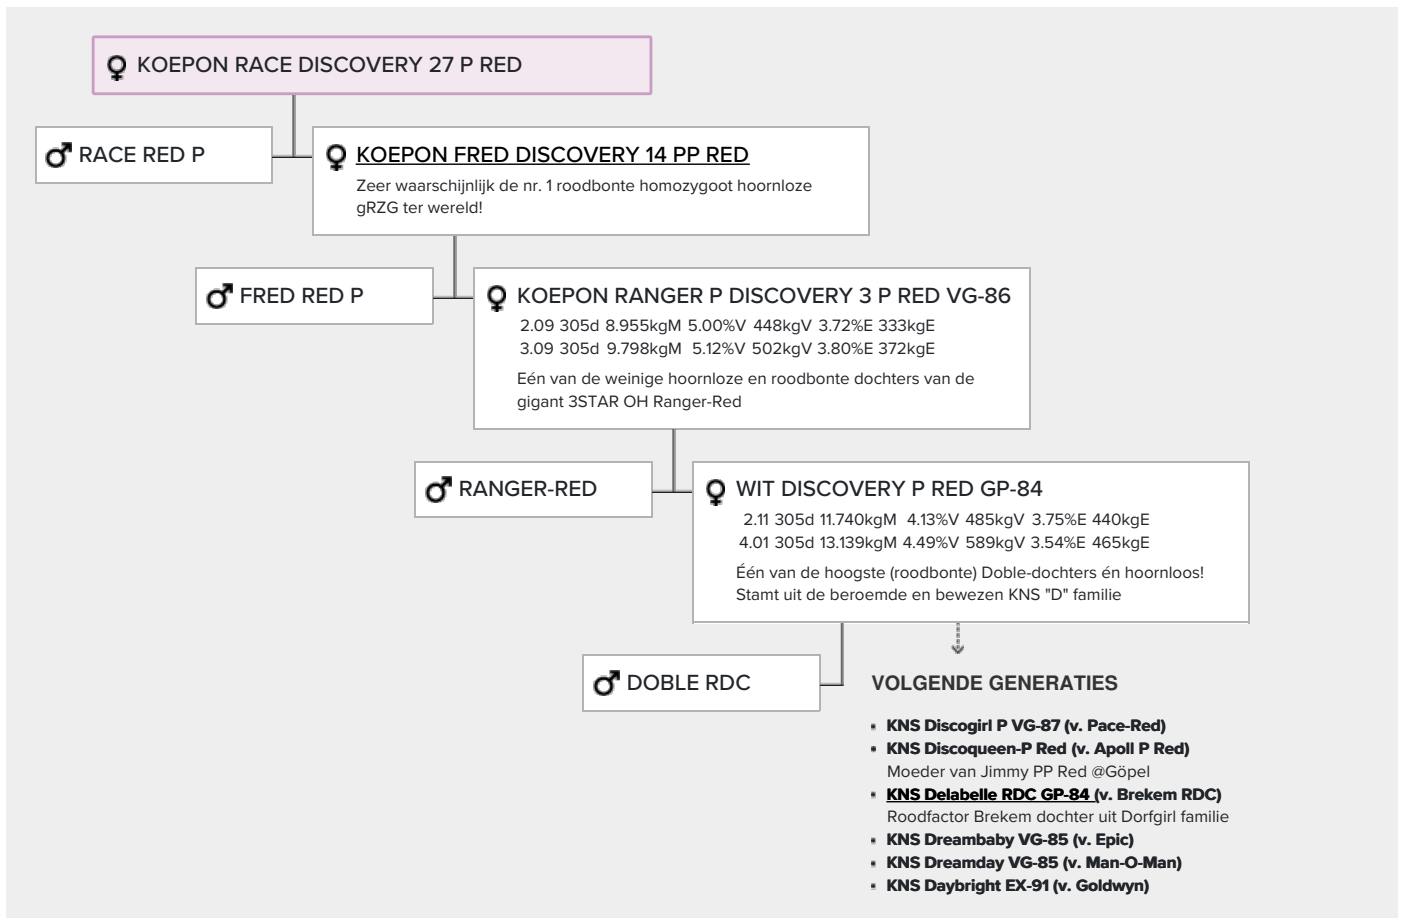 KOEPON RACE DISCOVERY 27 P RED
RACE RED P
KOEPON FRED DISCOVERY 14 PP RED
Zeer waarschijnlijk de nr. 1 roodbonte homozygoot hoornloze
gRZG ter wereld!
FRED RED P
KOEPON RANGER P DISCOVERY 3 P RED VG-86
2.09 305d 8.955kgM 5.00%V 448kgV 3.72%E 333kgE
3.09 305d 9.798kgM 5.12%V 502kgV 3.80%E 372kgE
Eén van de weinige hoornloze en roodbonte dochters van de
gigant 3STAR OH Ranger-Red
RANGER-RED
WIT DISCOVERY P RED GP-84
2.11 305d 11.740kgM 4.13%V 485kgV 3.75%E 440kgE
4.01 305d 13.139kgM 4.49%V 589kgV 3.54%E 465kgE
Één van de hoogste (roodbonte) Doble-dochters én hoornloos!
Stamt uit de beroemde en bewezen KNS "D" familie
DOBLE RDC
VOLGENDE GENERATIES
KNS Discogirl P VG-87 (v. Pace-Red)
KNS Discoqueen-P Red (v. Apoll P Red)
Moeder van Jimmy PP Red @Göpel
KNS Delabelle RDC GP-84 (v. Brekem RDC)
Roodfactor Brekem dochter uit Dorfgirl familie
KNS Dreambaby VG-85 (v. Epic)
KNS Dreamday VG-85 (v. Man-O-Man)
KNS Daybright EX-91 (v. Goldwyn)